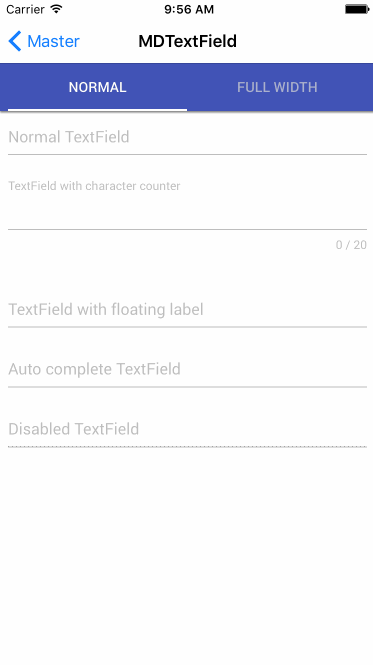 Carrier 9:56 AM
Master MDTextField
NORMAL FULL WIDTH
Normal TextField
TextField with character counter
0 / 20
TextField with floating label
Auto complete TextField
Disabled TextField